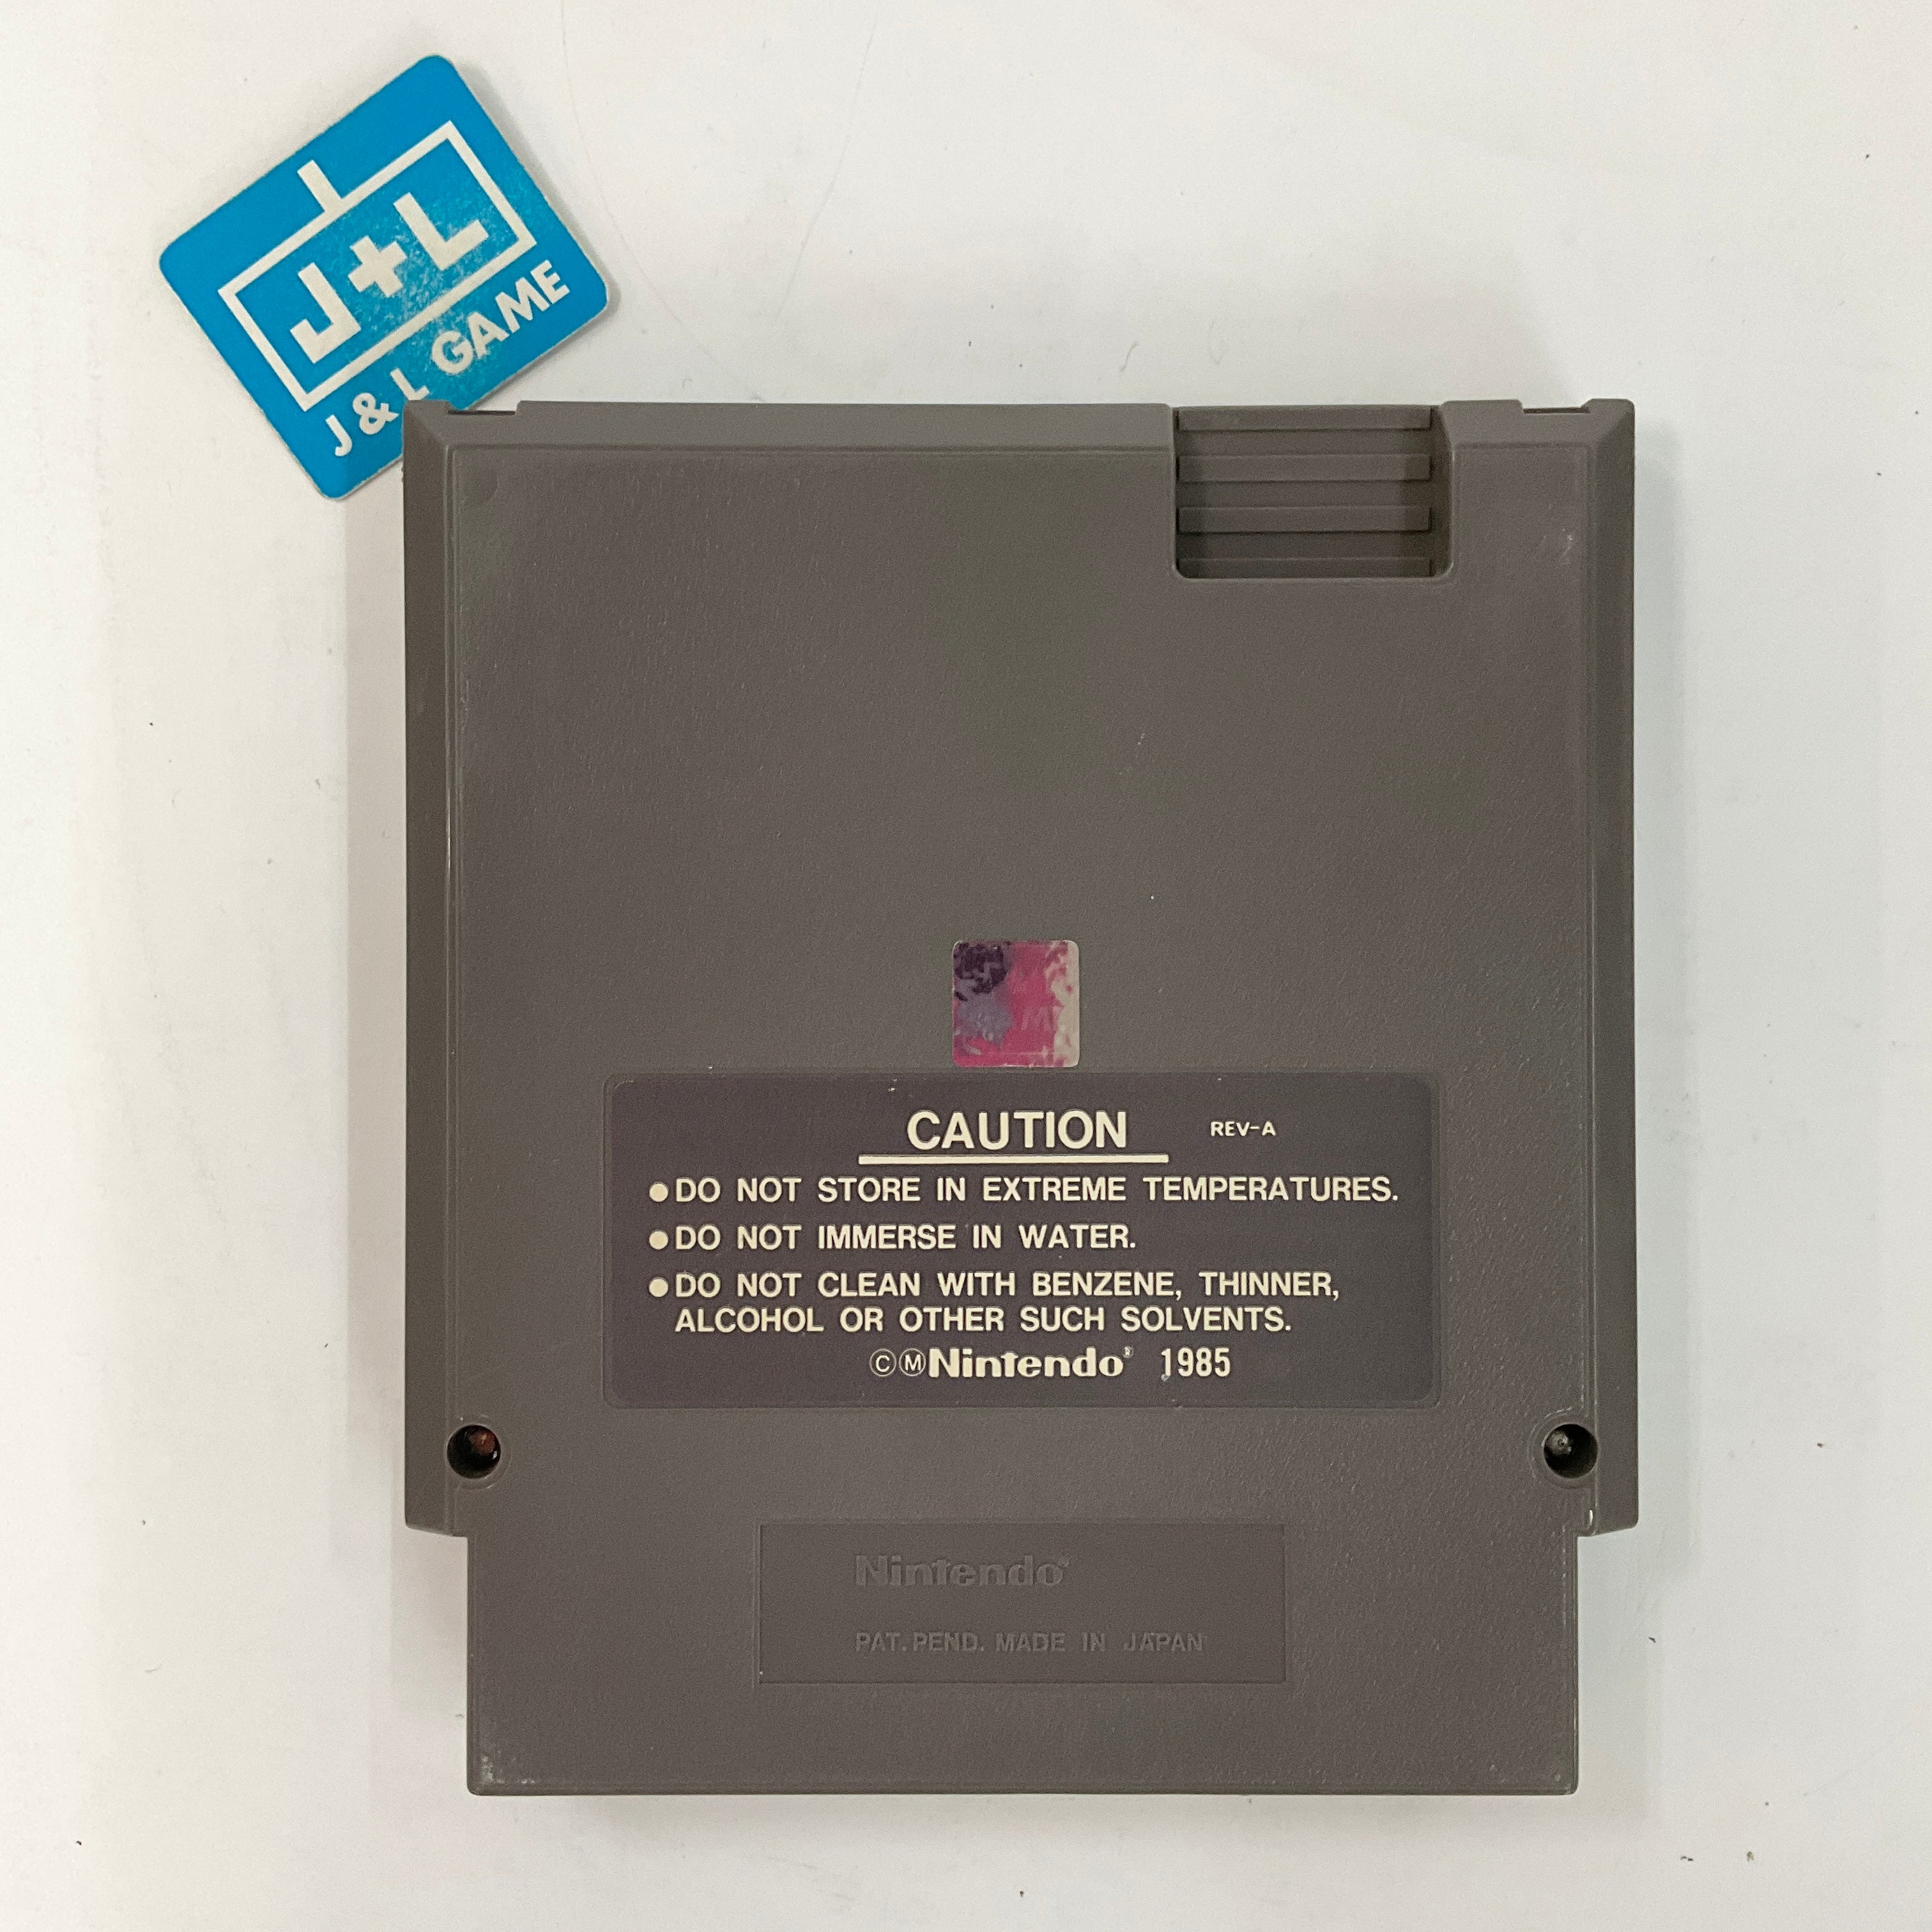 J+L
J & L GAME
CAUTION REV-A
●DO NOT STORE IN EXTREME TEMPERATURES.
●DO NOT IMMERSE IN WATER.
●DO NOT CLEAN WITH BENZENE, THINNER,
ALCOHOL OR OTHER SUCH SOLVENTS.
ⒸⓂNintendo® 1985
Nintendo®
PAT. PEND. MADE IN JAPAN